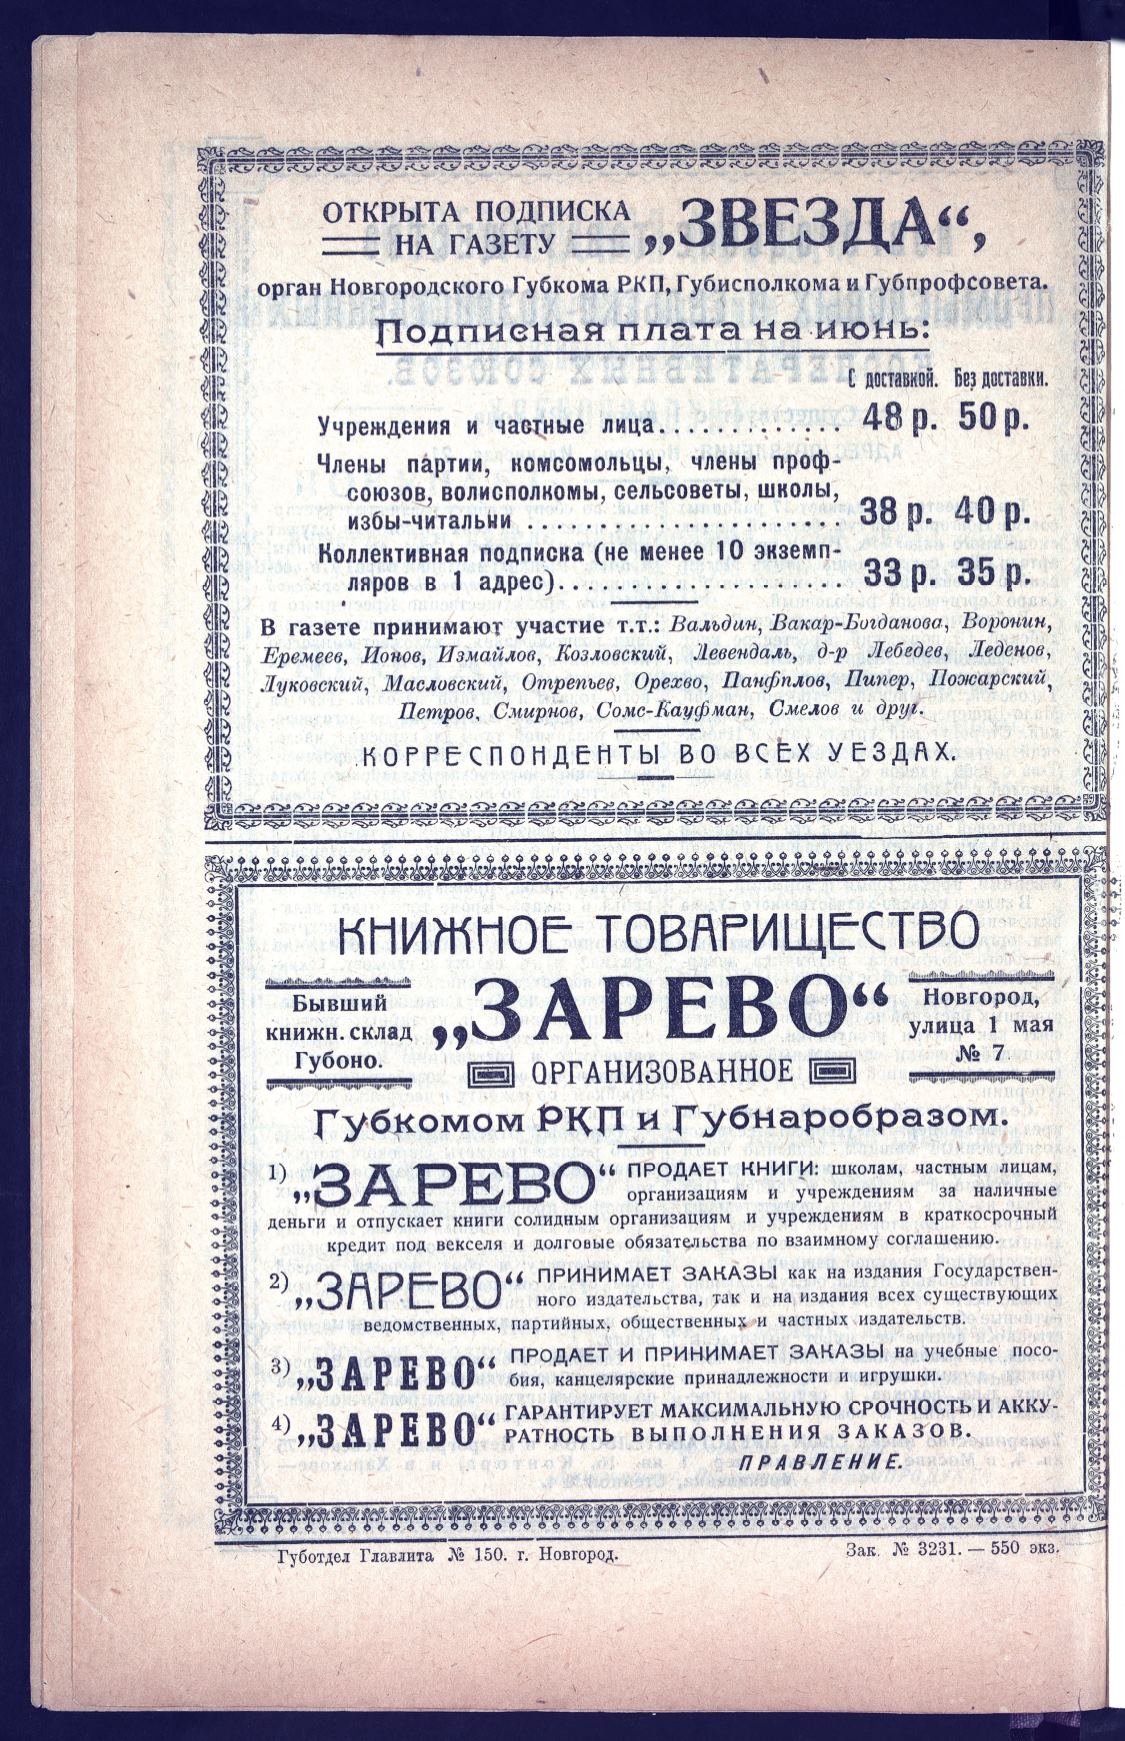 ОТКРЫТА ПОДПИСКА
НА ГАЗЕТУ „ЗВЕЗДА“,
орган Новгородского Губкома РКП, Губисполкома и Губпрофсовета.
Подписная плата на июнь:
С доставкой. Без доставки.
Учреждения и частные лица.............. 48 р. 50 р.
Члены партии, комсомольцы, члены проф-
союзов, волисполкомы, сельсоветы, школы,
избы-читальни ...................... 38 р. 40 р.
Коллективная подписка (не менее 10 экземп-
ляров в 1 адрес).................... 33 р. 35 р.
В газете принимают участие т.т.: Вальдин, Вакар-Богданова, Воронин,
Еремеев, Ионов, Измайлов, Козловский, Левендаль, д-р Лебедев, Леденов,
Луковский, Масловский, Отрепьев, Орехво, Панфплов, Пипер, Пожарский,
Петров, Смирнов, Сомс-Кауфман, Смелов и друг.
КОРРЕСПОНДЕНТЫ ВО ВСЕХ УЕЗДАХ.
КНИЖНОЕ ТОВАРИЩЕСТВО
Бывший
книжн. склад
Губоно.
„ЗАРЕВО“
Новгород,
улица 1 мая
№ 7
ОРГАНИЗОВАННОЕ
Губкомом РКП и Губнаробразом.
1) „ЗАРЕВО“ ПРОДАЕТ КНИГИ: школам, частным лицам,
организациям и учреждениям за наличные
деньги и отпускает книги солидным организациям и учреждениям в краткосрочный
кредит под векселя и долговые обязательства по взаимному соглашению.
2) „ЗАРЕВО“ ПРИНИМАЕТ ЗАКАЗЫ как на издания Государствен-
ного издательства, так и на издания всех существующих
ведомственных, партийных, общественных и частных издательств.
3) „ЗАРЕВО“ ПРОДАЕТ И ПРИНИМАЕТ ЗАКАЗЫ на учебные посо-
бия, канцелярские принадлежности и игрушки.
4) „ЗАРЕВО“ ГАРАНТИРУЕТ МАКСИМАЛЬНУЮ СРОЧНОСТЬ И АККУ-
РАТНОСТЬ ВЫПОЛНЕНИЯ ЗАКАЗОВ.
ПРАВЛЕНИЕ.
Губотдел Главлита № 150. г. Новгород. Зак. № 3231. — 550 экз.